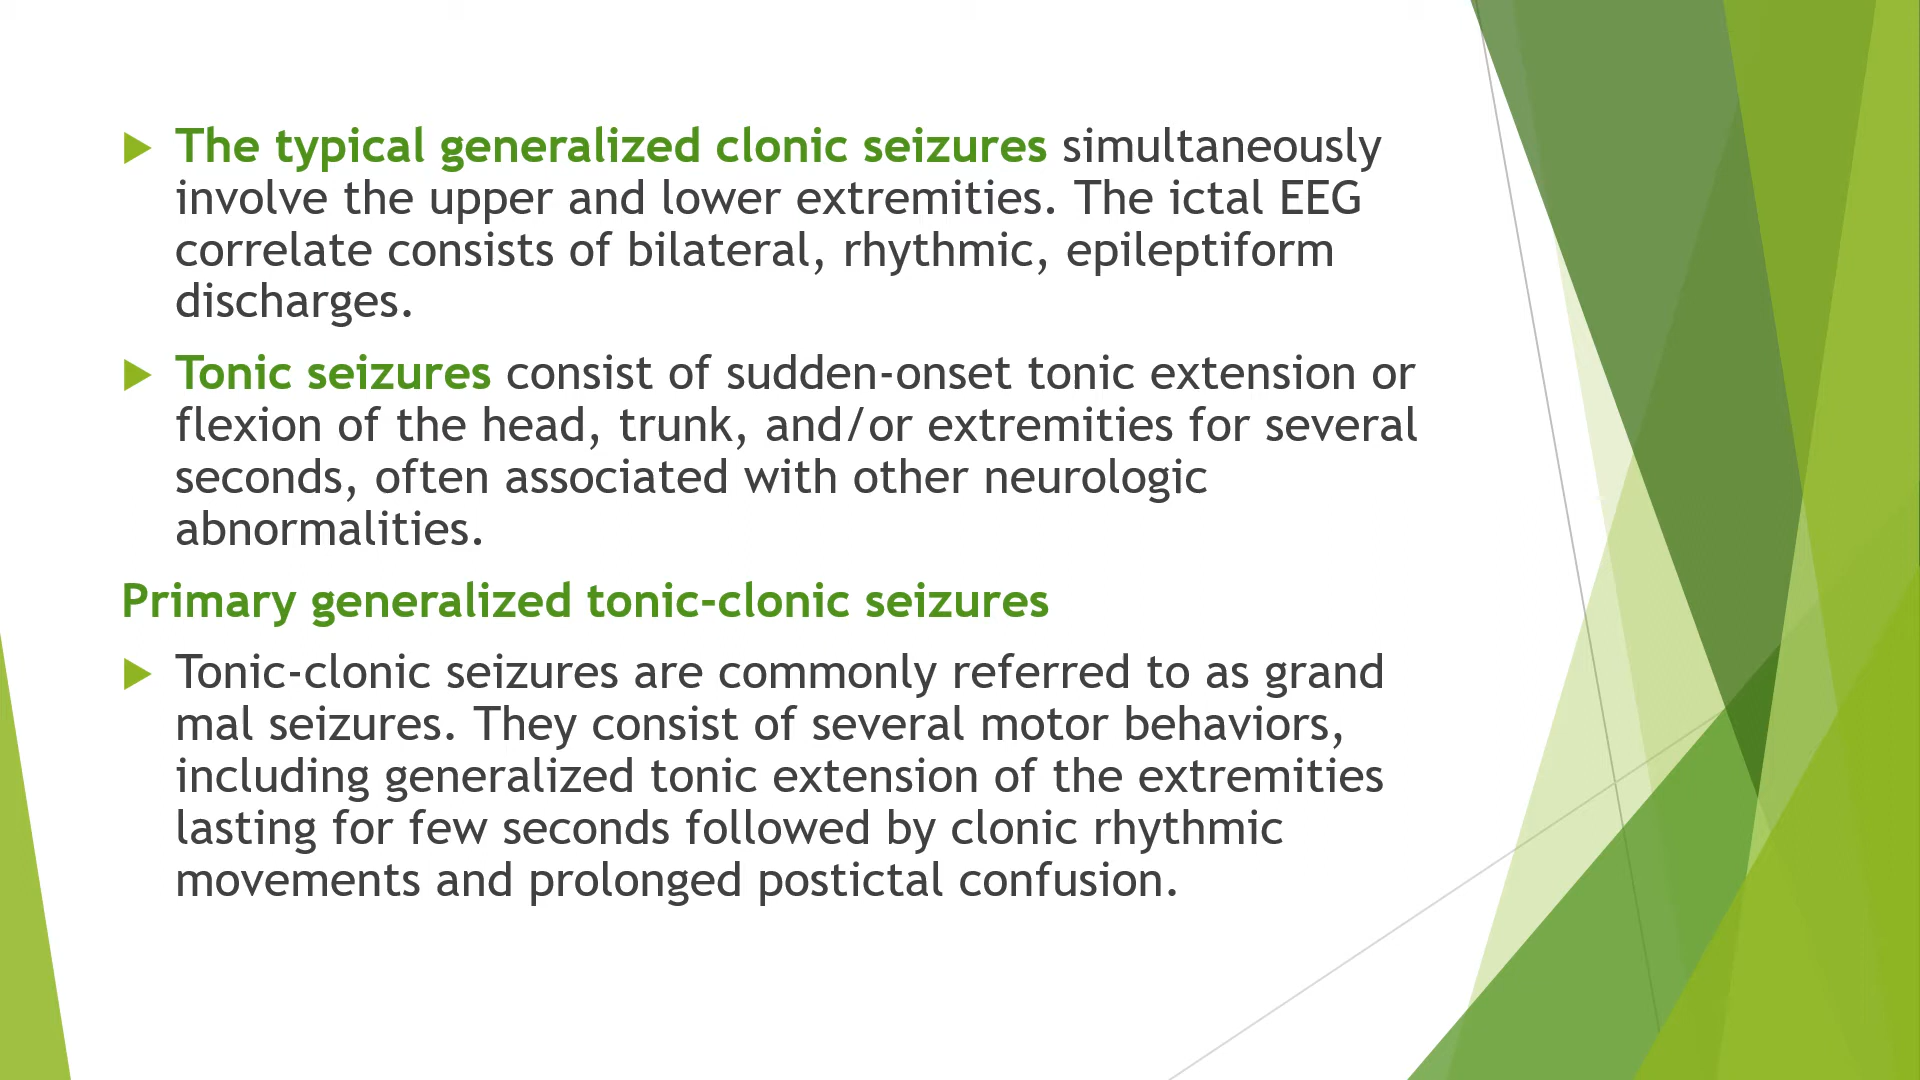 The typical generalized clonic seizures simultaneously
involve the upper and lower extremities. The ictal EEG
correlate consists of bilateral, rhythmic, epileptiform
discharges.
Tonic seizures consist of sudden-onset tonic extension or
flexion of the head, trunk, and/or extremities for several
seconds, often associated with other neurologic
abnormalities.
Primary generalized tonic-clonic seizures
Tonic-clonic seizures are commonly referred to as grand
mal seizures. They consist of several motor behaviors,
including generalized tonic extension of the extremities
lasting for few seconds followed by clonic rhythmic
movements and prolonged postictal confusion.